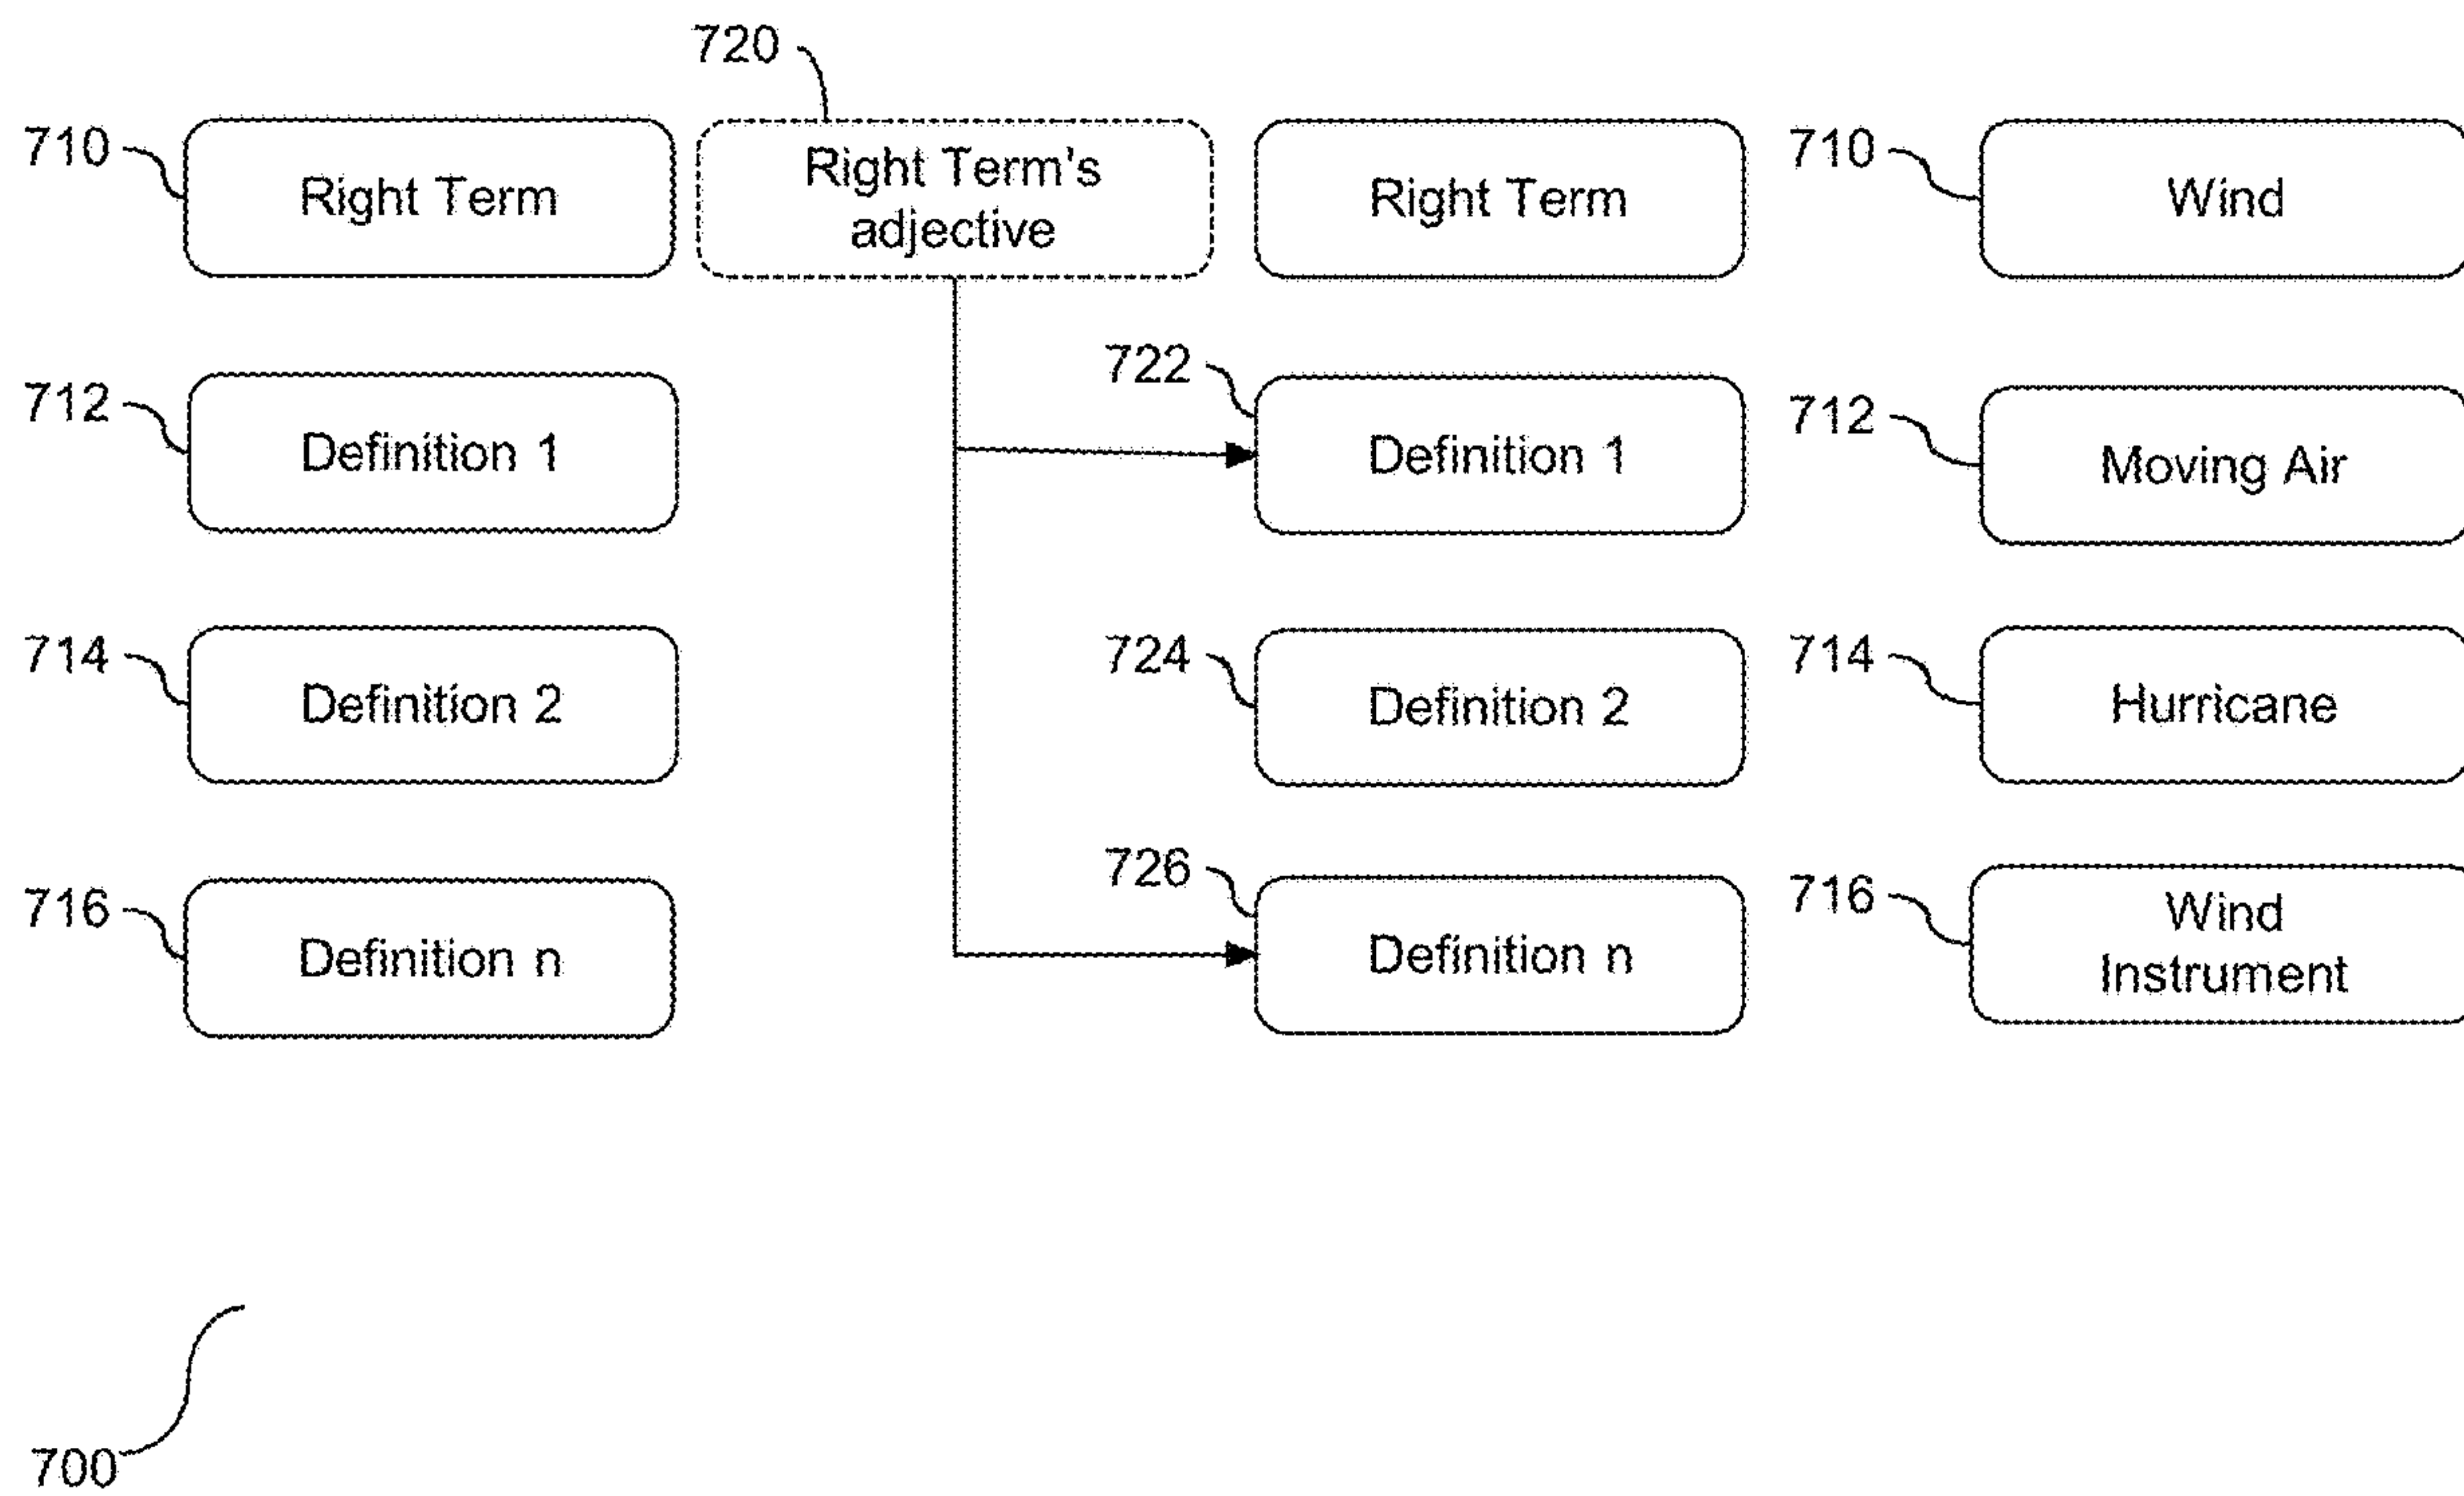 720
710
Right Term
Right Term's
adjective
Right Term
710
Wind
712
Definition 1
722
Definition 1
712
Moving Air
714
Definition 2
724
Definition 2
714
Hurricane
716
Definition n
726
Definition n
716
Wind
Instrument
700